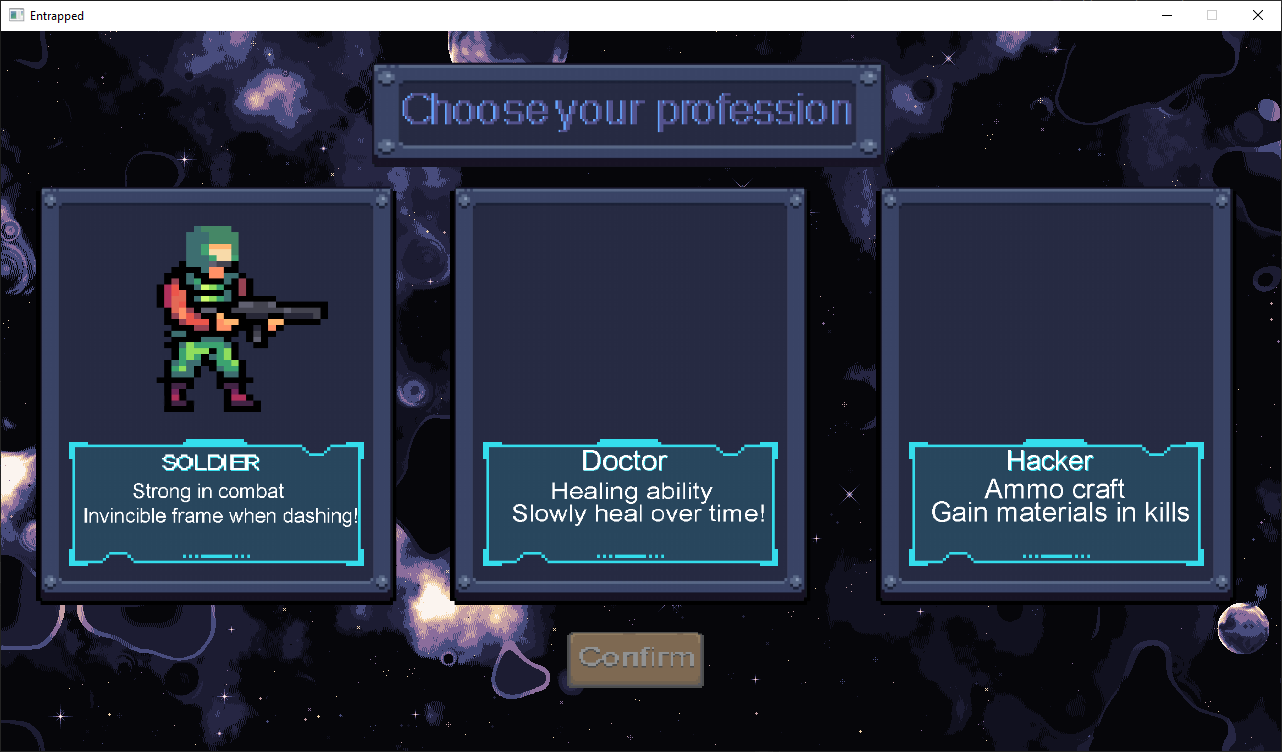 Entrapped
Choose your profession
SOLDIER
Strong in combat
Invincible frame when dashing!
Doctor
Healing ability
Slowly heal over time!
Hacker
Ammo craft
Gain materials in kills
Confirm